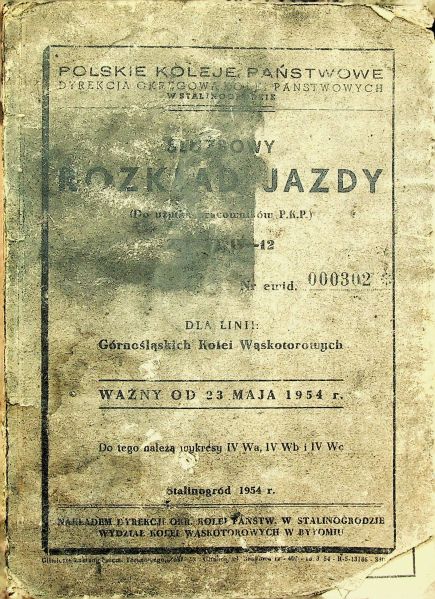 POLSKIE KOLEJE PAŃSTWOWE
DYREKCJA OKRĘGOWA KOLEI PAŃSTWOWYCH
W STALINOGRODZIE
SŁUŻBOWY
ROZKŁAD JAZDY
(Do użytku pracowników P.K.P.)
12
Nr ewid. 000302
DLA LINII:
Górnośląskich Kolei Wąskotorowych
WAŻNY OD 23 MAJA 1954 r.
Do tego należą wykresy IV Wa, IV Wb i IV Wc
Stalinogród 1954 r.
NAKŁADEM DYREKCJI OKR. KOLEI PAŃSTW. W STALINOGRODZIE
WYDZIAŁ KOLEI WĄSKOTOROWYCH W BYTOMIU